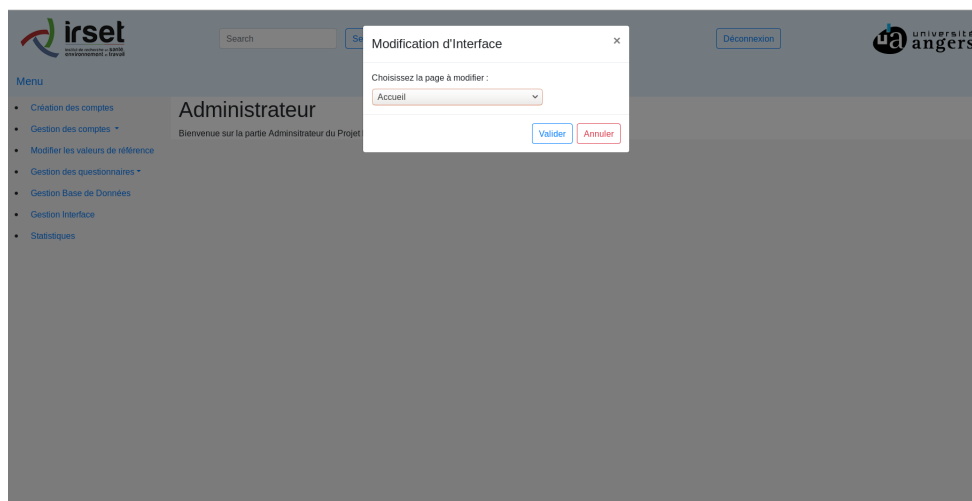 irset
institut de recherche en santé
environnement et travail
Search
Se
Modification d'Interface
×
Déconnexion
ua
université
angers
Menu
Choisissez la page à modifier :
Accueil
Valider
Annuler
Création des comptes
Gestion des comptes
Modifier les valeurs de référence
Gestion des questionnaires
Gestion Base de Données
Gestion Interface
Statistiques
Administrateur
Bienvenue sur la partie Adminsitrateur du Projet